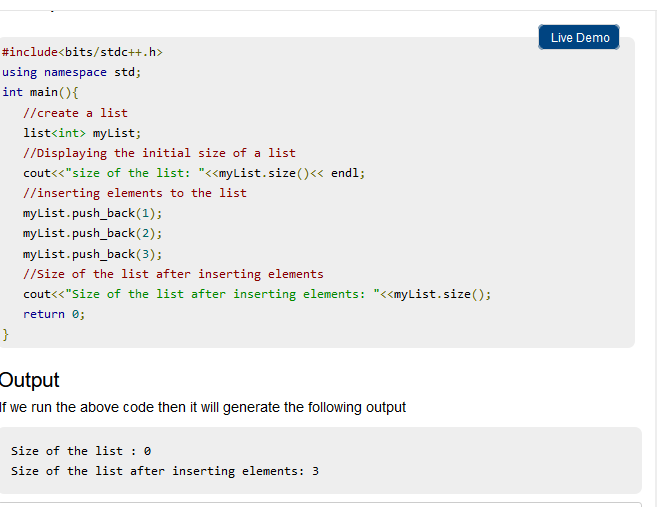 Live Demo
#include<bits/stdc++.h>
using namespace std;
int main(){
//create a list
list<int> myList;
//Displaying the initial size of a list
cout<<"size of the list: "<<myList.size()<< endl;
//inserting elements to the list
myList.push_back(1);
myList.push_back(2);
myList.push_back(3);
//Size of the list after inserting elements
cout<<"Size of the list after inserting elements: "<<myList.size();
return 0;
}
Output
If we run the above code then it will generate the following output
Size of the list : 0
Size of the list after inserting elements: 3